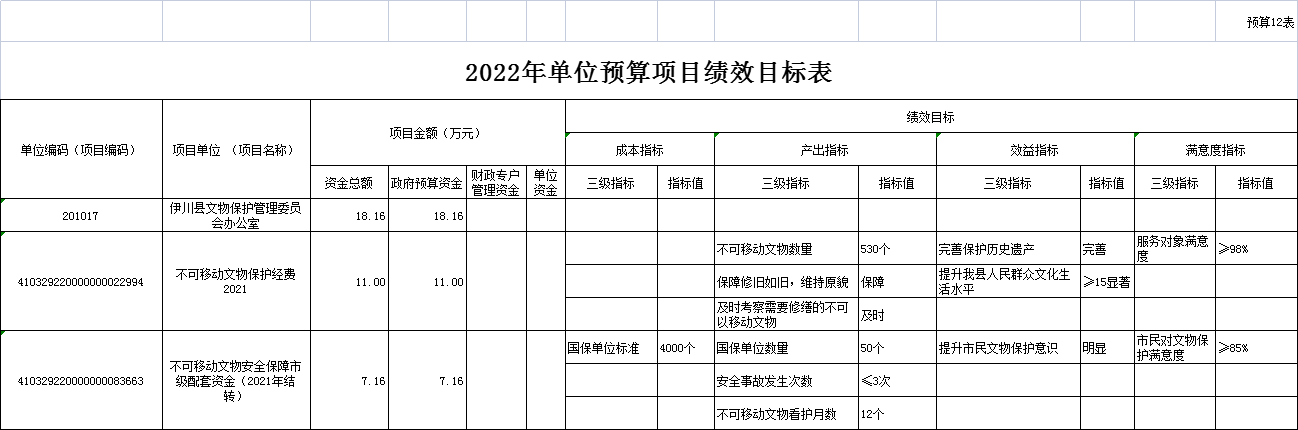 预算12表
2022年单位预算项目绩效目标表
单位编码（项目编码）
项目单位 （项目名称）
项目金额（万元）
绩效目标
成本指标
产出指标
效益指标
满意度指标
资金总额
政府预算资金
财政专户
管理资金
单位
资金
三级指标
指标值
三级指标
指标值
三级指标
指标值
三级指标
指标值
201017
伊川县文物保护管理委员
会办公室
18.16
18.16
410329220000000022994
不可移动文物保护经费
2021
11.00
11.00
不可移动文物数量
530个
完善保护历史遗产
完善
服务对象满意
度
≥98%
保障修旧如旧，维持原貌
保障
提升我县人民群众文化生
活水平
≥15显著
及时考察需要修缮的不可
以移动文物
及时
410329220000000083663
不可移动文物安全保障市
级配套资金（2021年结
转）
7.16
7.16
国保单位标准
4000个
国保单位数量
50个
提升市民文物保护意识
明显
市民对文物保
护满意度
≥85%
安全事故发生次数
≤3次
不可移动文物看护月数
12个